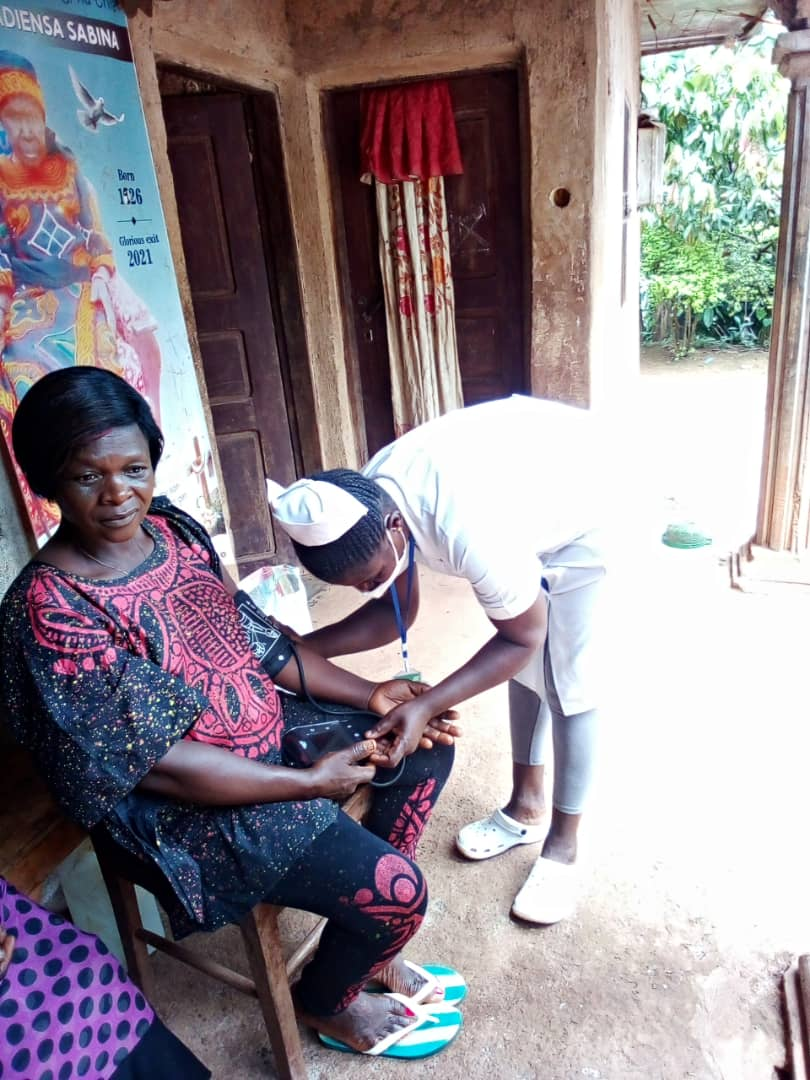 ADIENSA SABINA
Born
1926
Glorious exit
2021